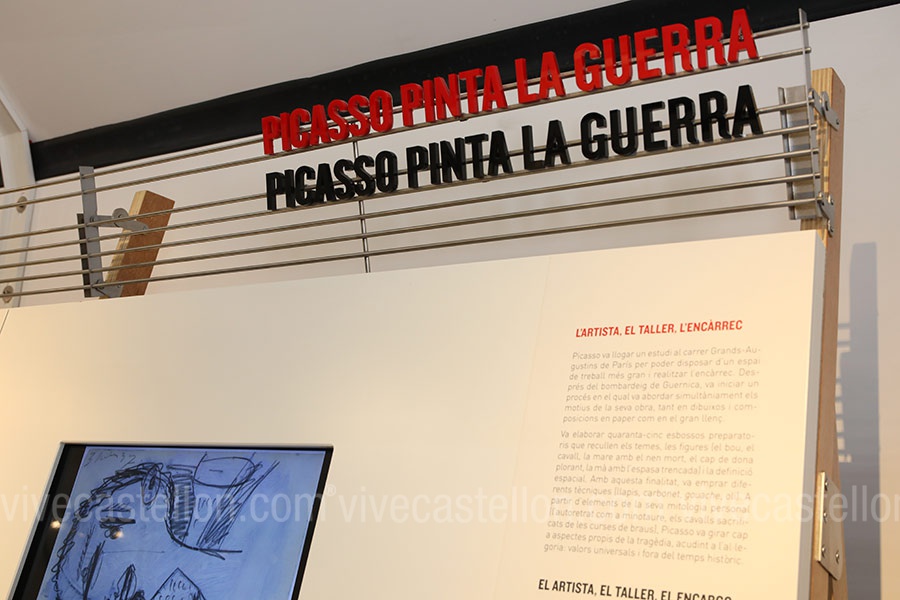 PICASSO PINTA LA GUERRA
PICASSO PINTA LA GUERRA
L'ARTISTA, EL TALLER, L'ENCÀRREC
Picasso va llogar un estudi al carrer Grands-Au-
gustins de París per poder disposar d'un espai
de treball més gran i realitzar l'encàrrec. Des-
prés del bombardeig de Guernica, va iniciar un
procés en el qual va abordar simultàniament els
motius de la seva obra, tant en dibuixos i com-
posicions en paper com en el gran llenç.
Va elaborar quaranta-cinc esbossos preparato-
ris que recullen els temes, les figures (el bou, el
cavall, la mare amb el nen mort, el cap de dona
plorant, la mà amb l'espasa trencada) i la definició
espacial. Amb aquesta finalitat, va emprar dife-
rents tècniques (llapis, carbonet, gouache, oli). A
partir d'elements de la seva mitologia personal
(l'autoretrat com a minotaure, els cavalls sacrifi-
cats de les curses de braus), Picasso va girar cap
a aspectes propis de la tragèdia, acudint a l'al·le-
goria: valors universals i fora del temps històric.
EL ARTISTA, EL TALLER, EL ENCARGO
vivecastellon.com
vivecastellon
vivecastellon